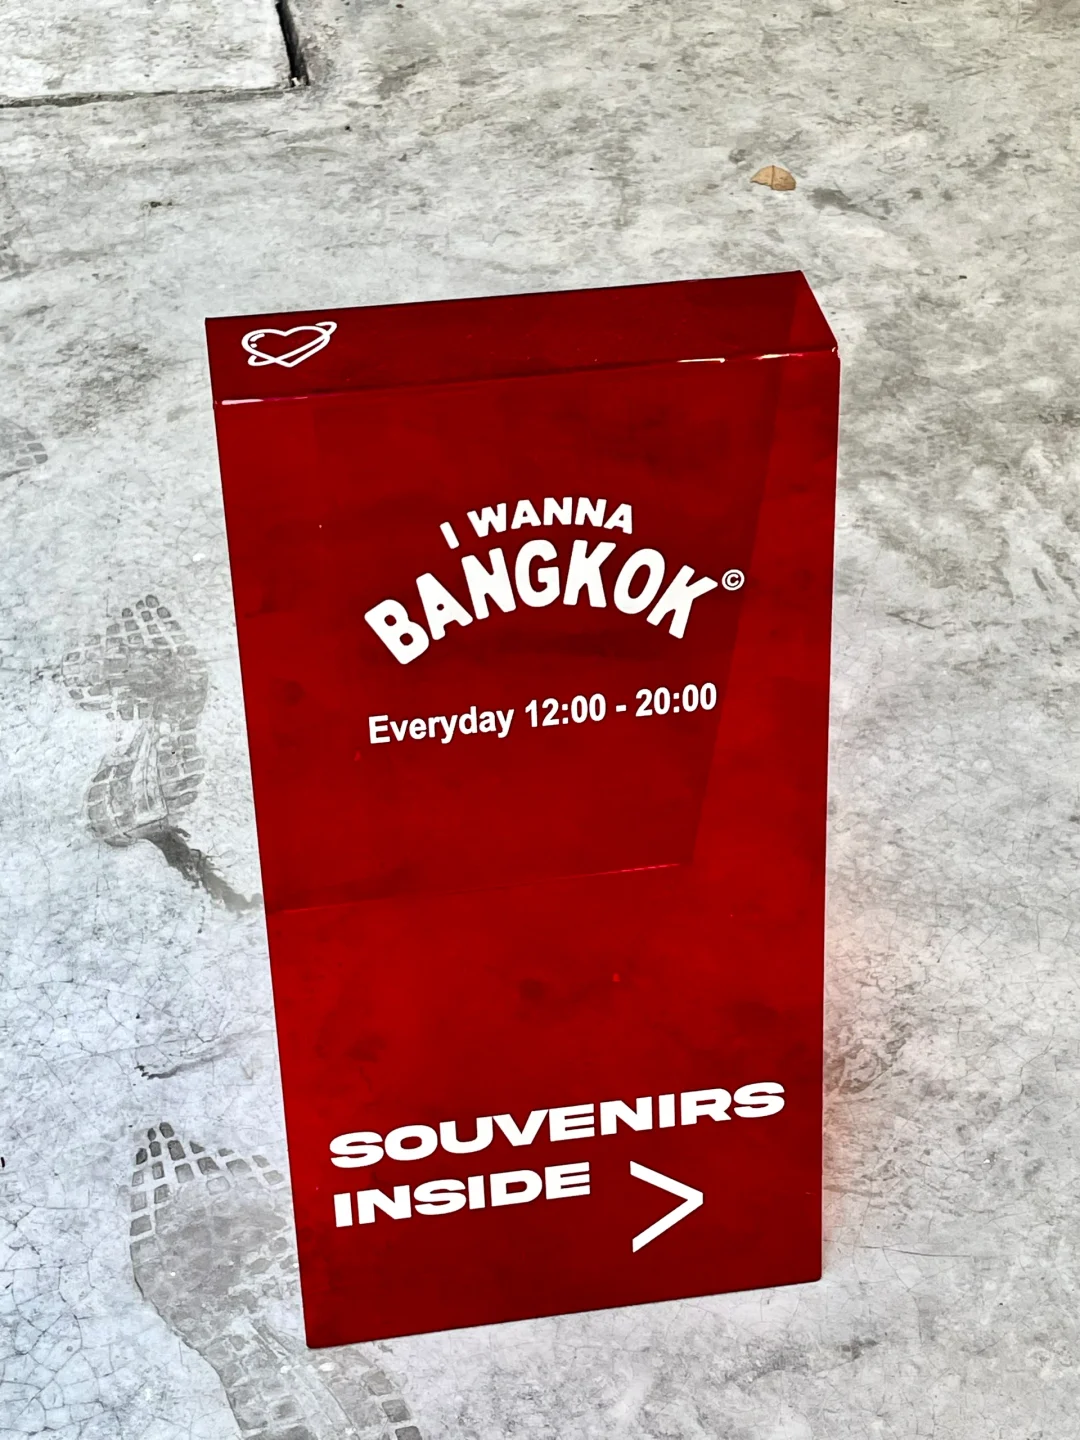 I WANNA
BANGKOK©
Everyday 12:00 - 20:00
SOUVENIRS
INSIDE >